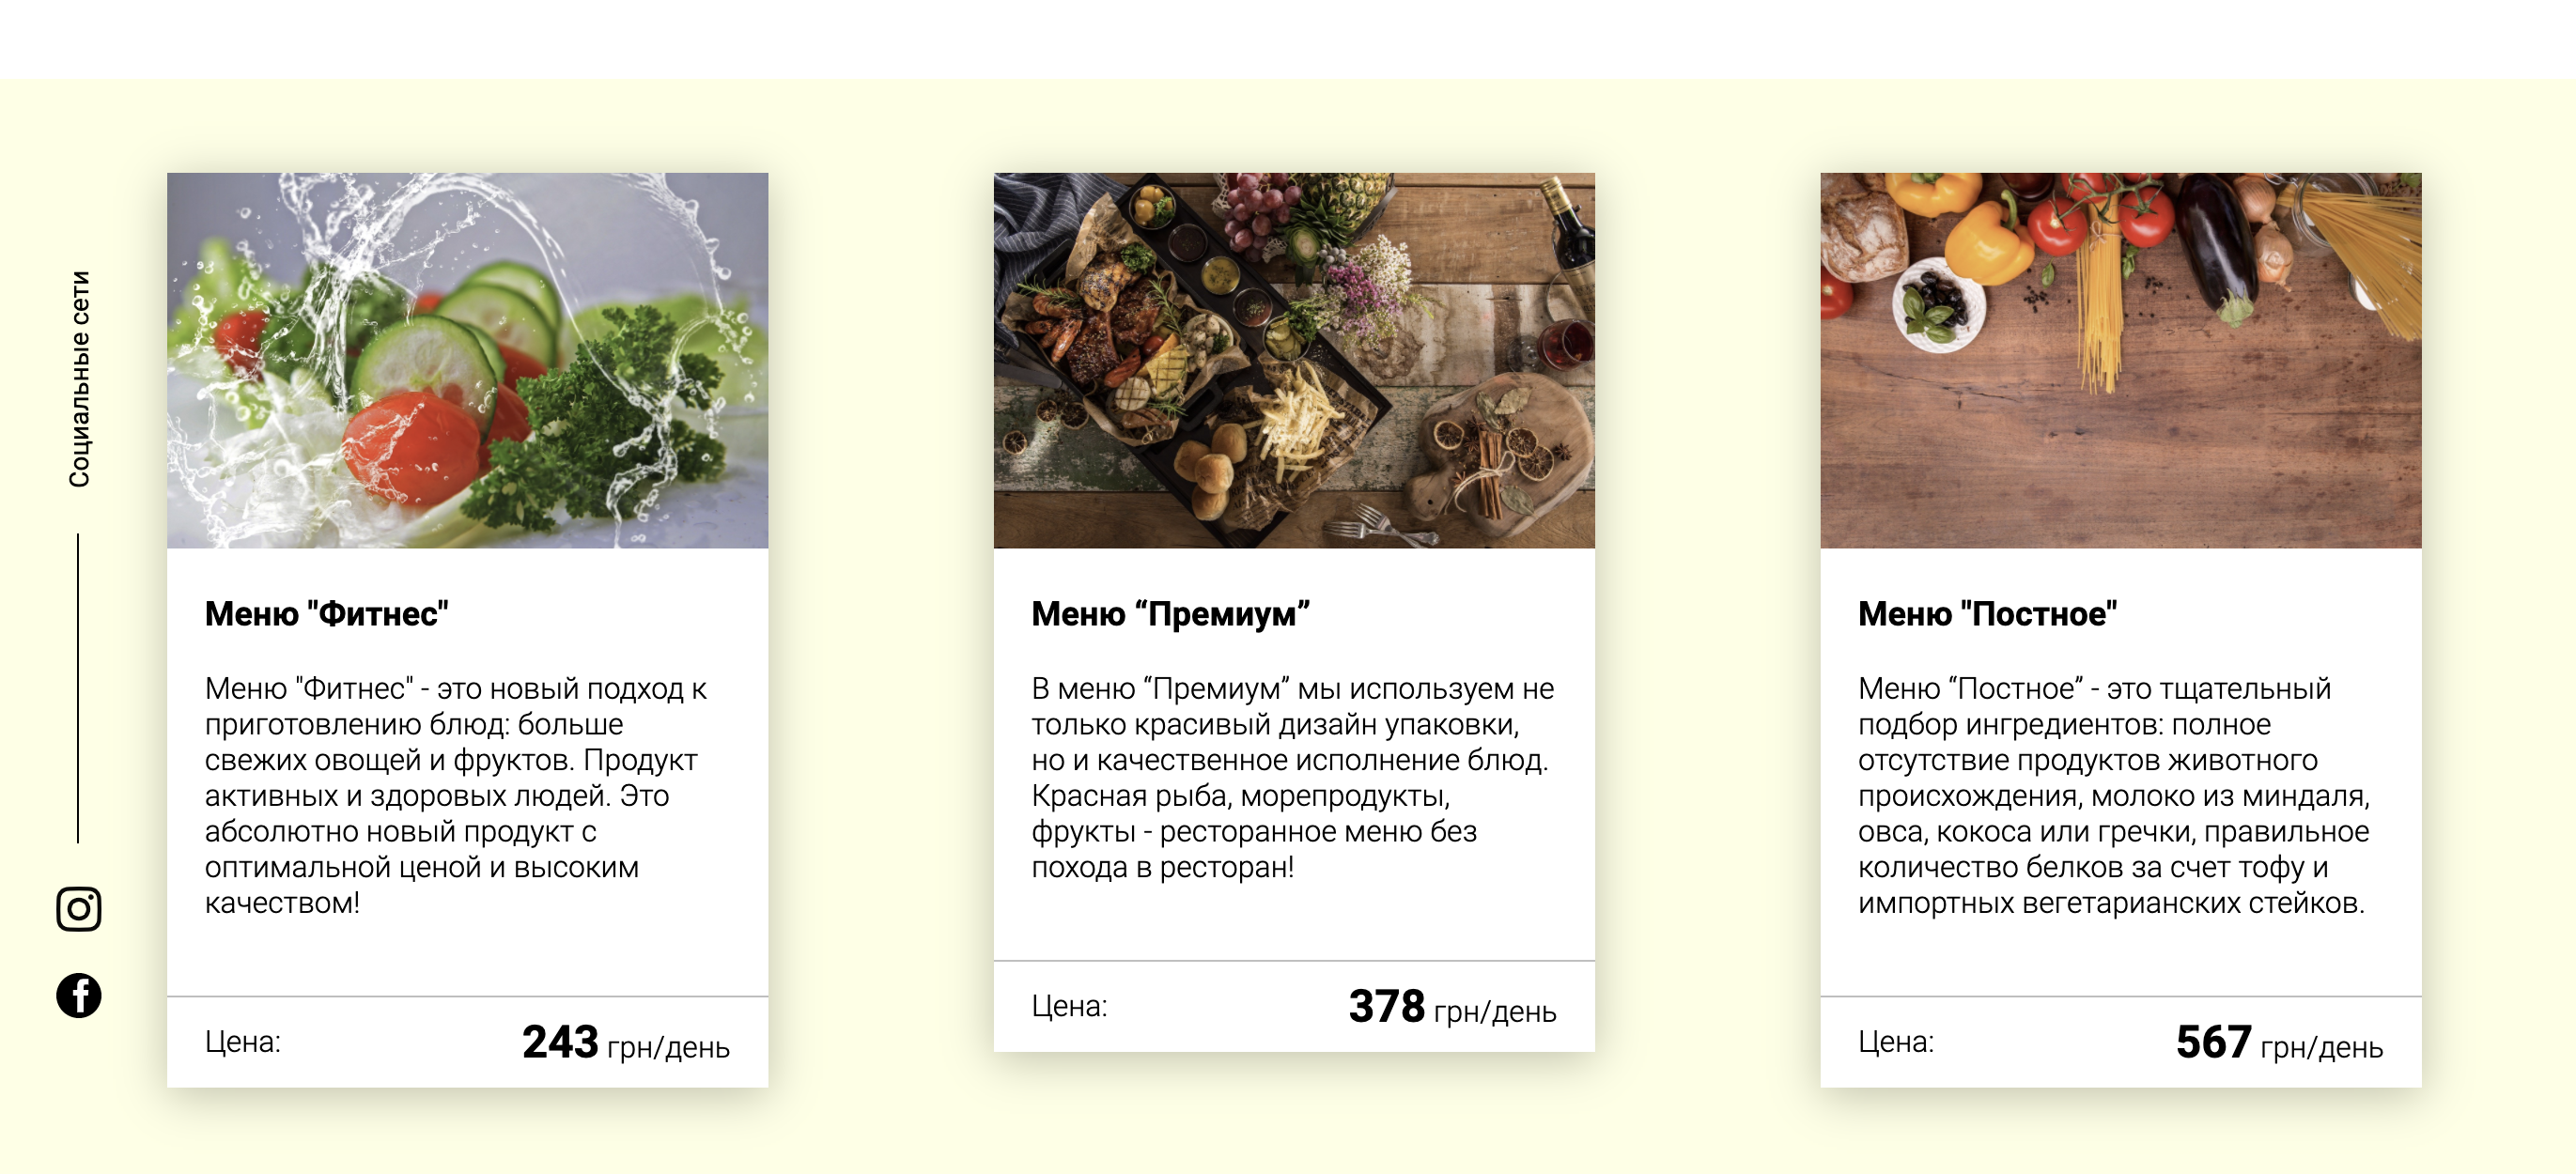 Социальные сети
Меню "Фитнес"
Меню "Фитнес" - это новый подход к
приготовлению блюд: больше
свежих овощей и фруктов. Продукт
активных и здоровых людей. Это
абсолютно новый продукт с
оптимальной ценой и высоким
качеством!
Цена:
243 грн/день
Меню “Премиум”
В меню “Премиум” мы используем не
только красивый дизайн упаковки,
но и качественное исполнение блюд.
Красная рыба, морепродукты,
фрукты - ресторанное меню без
похода в ресторан!
Цена:
378 грн/день
Меню "Постное"
Меню “Постное” - это тщательный
подбор ингредиентов: полное
отсутствие продуктов животного
происхождения, молоко из миндаля,
овса, кокоса или гречки, правильное
количество белков за счет тофу и
импортных вегетарианских стейков.
Цена:
567 грн/день